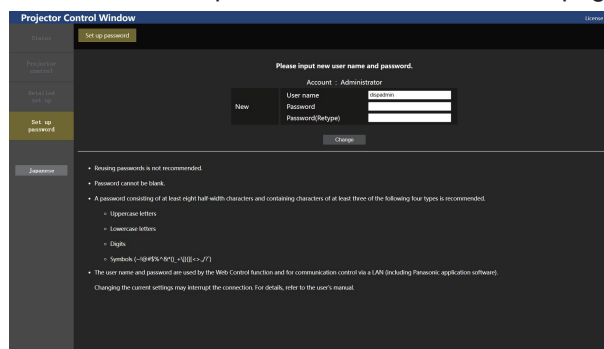 Projector Control Window
License
Status
Set up password
Projector
control
Please input new user name and password.
Account : Administrator
Detailed
set up
User name dispadmin
New Password
Password(Retype)
Set up
password
Change
Japanese
• Reusing passwords is not recommended.
• Password cannot be blank.
• A password consisting of at least eight half-width characters and containing characters of at least three of the following four types is recommended.
○ Uppercase letters
○ Lowercase letters
○ Digits
• The user name and password are used by the Web Control function and for communication control via a LAN (including Panasonic application software).
Changing the current settings may interrupt the connection. For details, refer to the user's manual.